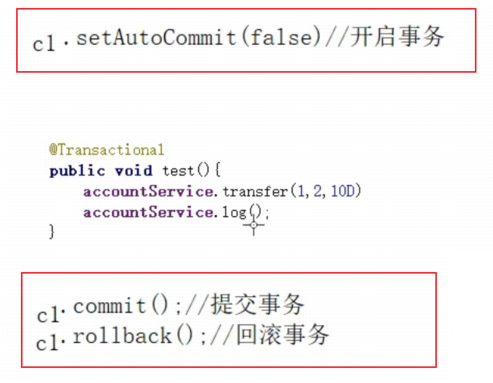 c1.setAutoCommit(false)//开启事务
@Transactional
public void test(){
accountService.transfer(1,2,10D)
accountService.log();
}
c1.commit();//提交事务
c1.rollback();//回滚事务